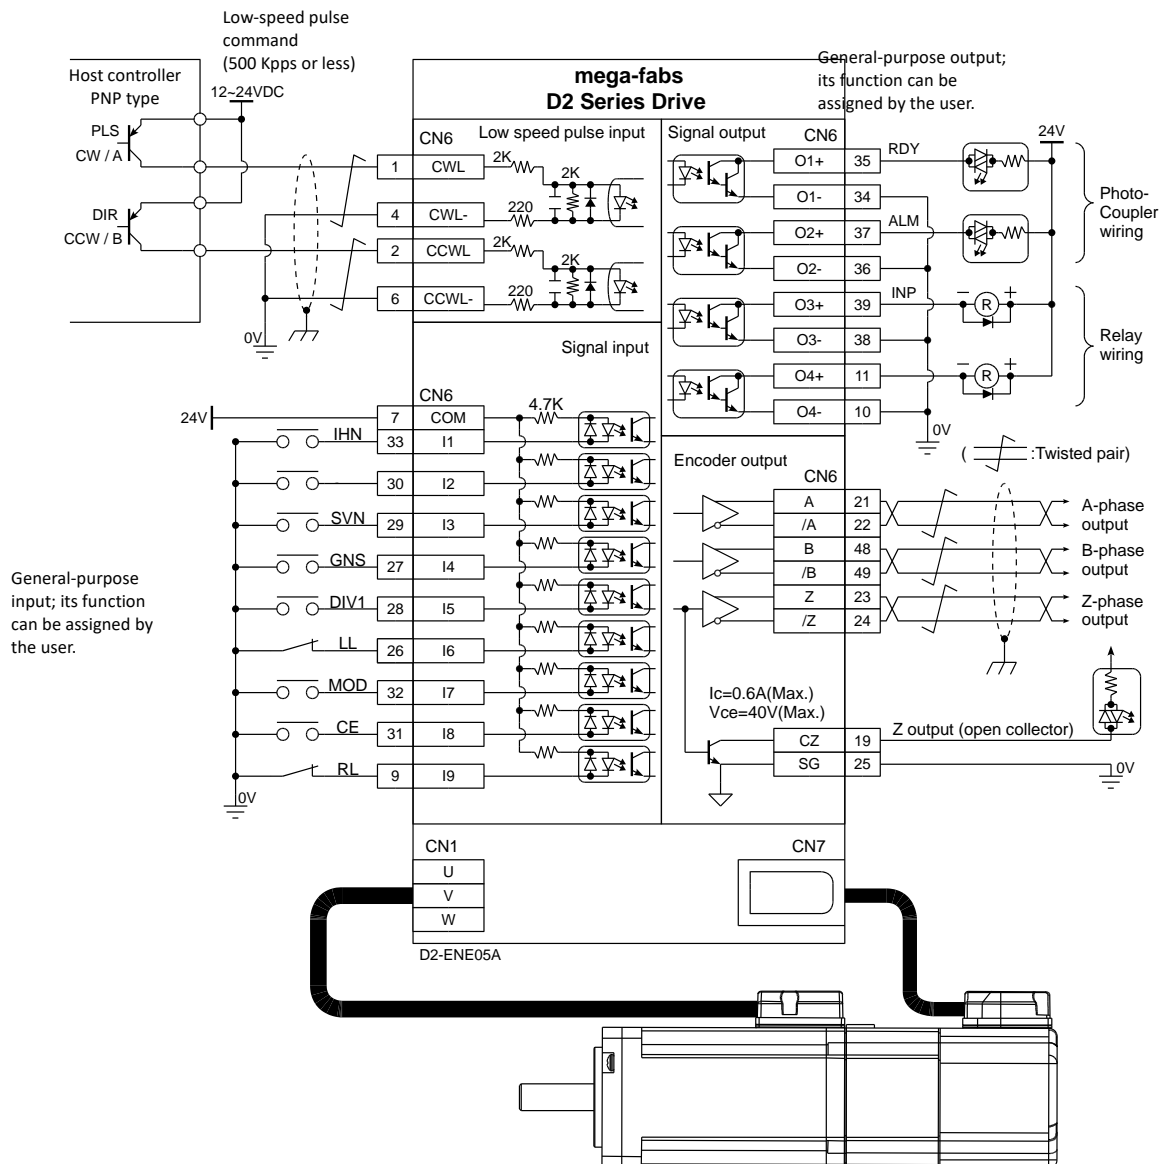 Low-speed pulse
command
(500 Kpps or less)
Host controller
PNP type
12~24VDC
PLS
CW / A
DIR
CCW / B
0V
mega-fabs
D2 Series Drive
General-purpose output;
its function can be
assigned by the user.
CN6
Low speed pulse input
1 CWL 2K
2K
4 CWL- 220
2 CCWL 2K
2K
6 CCWL- 220
Signal output
CN6
24V
O1+ 35 RDY
O1- 34
O2+ 37 ALM
O2- 36
O3+ 39 INP
O3- 38
O4+ 11
O4- 10
0V
Photo-
Coupler
wiring
− R +
− R +
Relay
wiring
Signal input
CN6
24V 7 COM 4.7K
IHN 33 I1
30 I2
SVN 29 I3
GNS 27 I4
DIV1 28 I5
LL 26 I6
MOD 32 I7
CE 31 I8
RL 9 I9
0V
General-purpose
input; its function
can be assigned by
the user.
( :Twisted pair)
Encoder output
CN6
A 21
/A 22
B 48
/B 49
Z 23
/Z 24
A-phase
output
B-phase
output
Z-phase
output
Ic=0.6A(Max.)
Vce=40V(Max.)
CZ 19 Z output (open collector)
SG 25
0V
CN1
U
V
W
CN7
D2-ENE05A